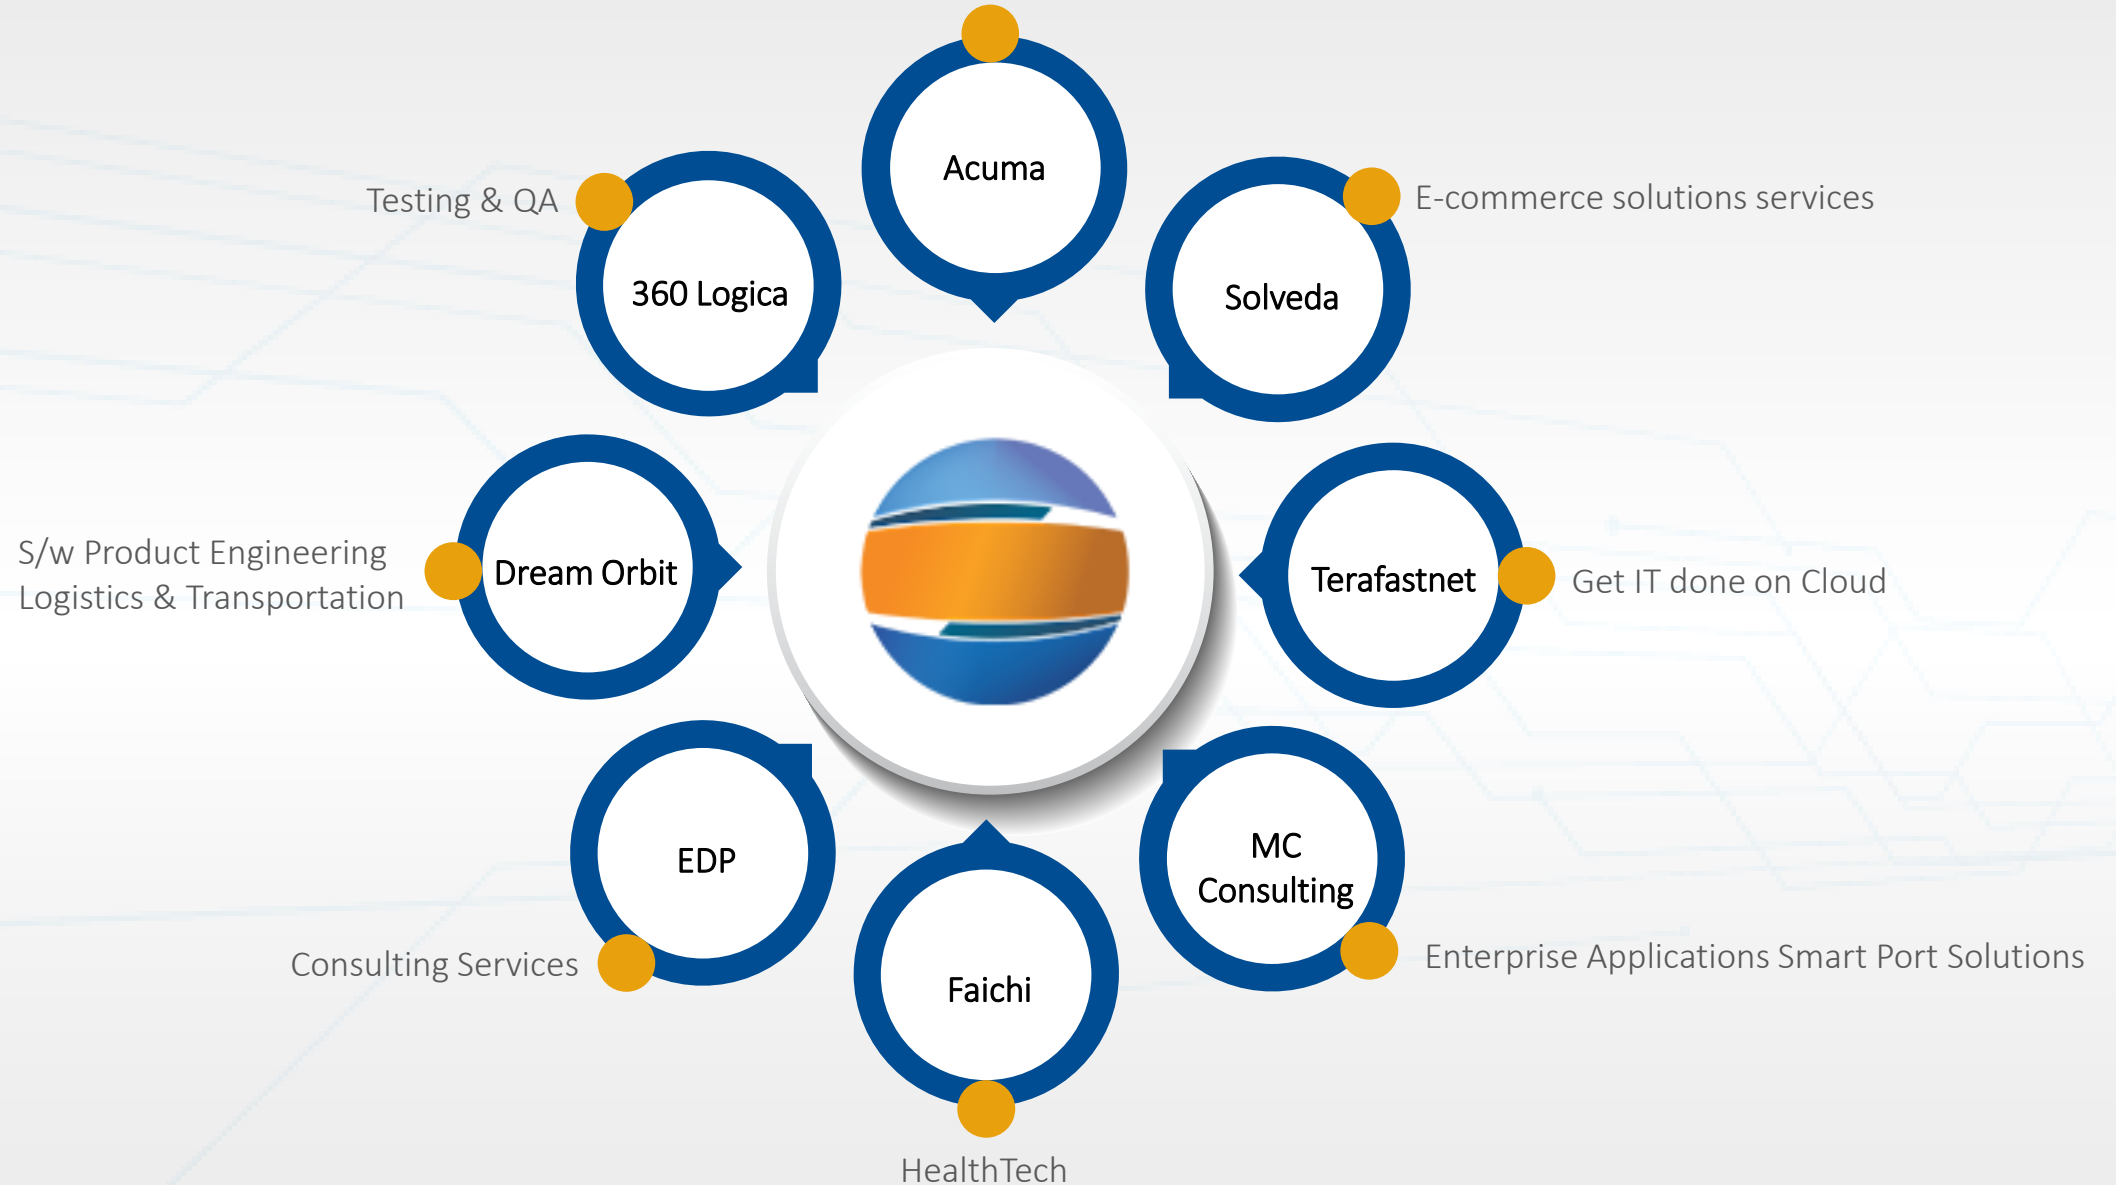 Acuma
Testing & QA
E-commerce solutions services
360 Logica
Solveda
S/w Product Engineering
Logistics & Transportation
Dream Orbit
Terafastnet
Get IT done on Cloud
EDP
MC
Consulting
Consulting Services
Faichi
Enterprise Applications Smart Port Solutions
HealthTech